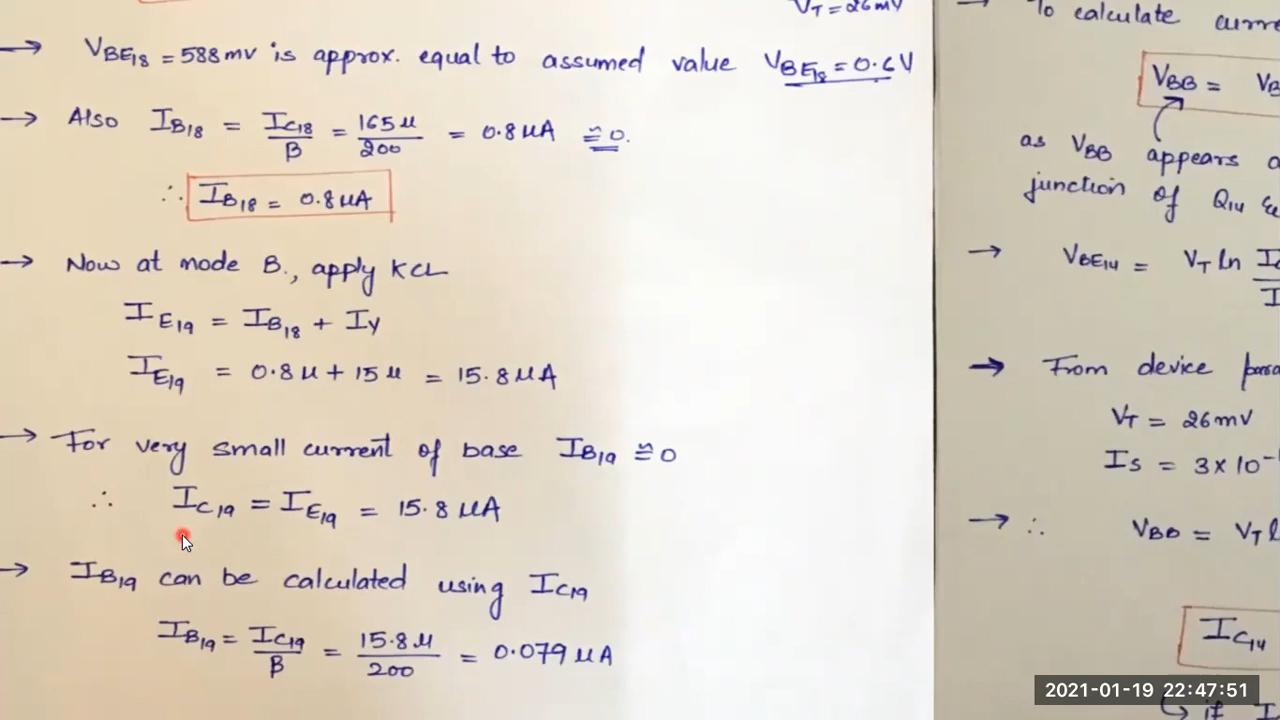 VT = 26mV
→ VBE18 = 588mv is approx. equal to assumed value VBE18 = 0.6V
→ Also IB18 = IC18/β = 165μ/200 = 0.8μA ≅ 0.
∴ IB18 = 0.8μA
→ Now at node B., apply KCL
IE19 = IB18 + Iy
IE19 = 0.8μ + 15μ = 15.8μA
→ For very small current of base IB19 ≅ 0
∴ IC19 = IE19 = 15.8μA
→ IB19 can be calculated using IC19
IB19 = IC19/β = 15.8μ/200 = 0.079μA
→ To calculate
VBB =
as VBB appears
junction of Q14
→ VBE14 = VT ln
→ From device
VT = 26mV
IS = 3×10
→ ∴ VBB = VT
IC14
if I
2021-01-19 22:47:51